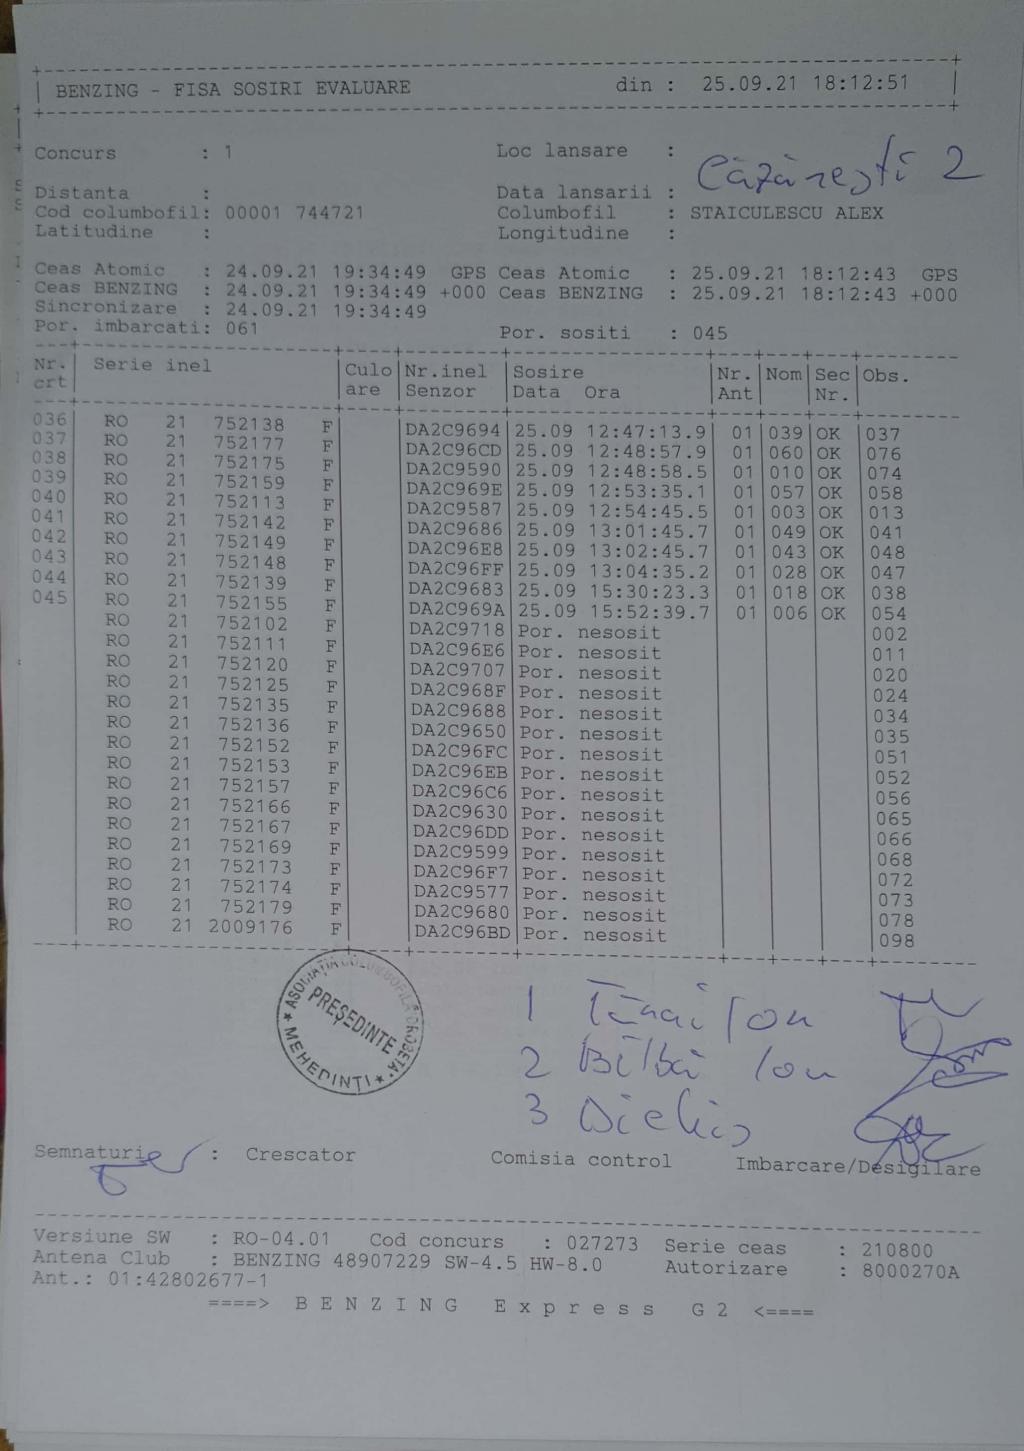 BENZING - FISA SOSIRI EVALUARE din : 25.09.21 18:12:51
Concurs : 1 Loc lansare : Căzănești 2
Distanta : Data lansarii :
Cod columbofil: 00001 744721 Columbofil : STAICULESCU ALEX
Latitudine : Longitudine :
Ceas Atomic : 24.09.21 19:34:49 GPS Ceas Atomic : 25.09.21 18:12:43 GPS
Ceas BENZING : 24.09.21 19:34:49 +000 Ceas BENZING : 25.09.21 18:12:43 +000
Sincronizare : 24.09.21 19:34:49
Por. imbarcati: 061 Por. sositi : 045
Nr. Serie inel Culo Nr.inel Sosire Nr. Nom Sec Obs.
crt are Senzor Data Ora Ant Nr.
036 RO 21 752138 F DA2C9694 25.09 12:47:13.9 01 039 OK 037
037 RO 21 752177 F DA2C96CD 25.09 12:48:57.9 01 060 OK 076
038 RO 21 752175 F DA2C9590 25.09 12:48:58.5 01 010 OK 074
039 RO 21 752159 F DA2C969E 25.09 12:53:35.1 01 057 OK 058
040 RO 21 752113 F DA2C9587 25.09 12:54:45.5 01 003 OK 013
041 RO 21 752142 F DA2C9686 25.09 13:01:45.7 01 049 OK 041
042 RO 21 752149 F DA2C96E8 25.09 13:02:45.7 01 043 OK 048
043 RO 21 752148 F DA2C96FF 25.09 13:04:35.2 01 028 OK 047
044 RO 21 752139 F DA2C9683 25.09 15:30:23.3 01 018 OK 038
045 RO 21 752155 F DA2C969A 25.09 15:52:39.7 01 006 OK 054
RO 21 752102 F DA2C9718 Por. nesosit 002
RO 21 752111 F DA2C96E6 Por. nesosit 011
RO 21 752120 F DA2C9707 Por. nesosit 020
RO 21 752125 F DA2C968F Por. nesosit 024
RO 21 752135 F DA2C9688 Por. nesosit 034
RO 21 752136 F DA2C9650 Por. nesosit 035
RO 21 752152 F DA2C96FC Por. nesosit 051
RO 21 752153 F DA2C96EB Por. nesosit 052
RO 21 752157 F DA2C96C6 Por. nesosit 056
RO 21 752166 F DA2C9630 Por. nesosit 065
RO 21 752167 F DA2C96DD Por. nesosit 066
RO 21 752169 F DA2C9599 Por. nesosit 068
RO 21 752173 F DA2C96F7 Por. nesosit 072
RO 21 752174 F DA2C9577 Por. nesosit 073
RO 21 752179 F DA2C9680 Por. nesosit 078
RO 21 2009176 F DA2C96BD Por. nesosit 098
ASOCIAȚIA COLUMBOFILĂ DROBETA
PREȘEDINTE
MEHEDINȚI
1 Ion
2 Bîlbă Ion
3
Semnaturi : Crescator Comisia control Imbarcare/Desigilare
Versiune SW : RO-04.01 Cod concurs : 027273 Serie ceas : 210800
Antena Club : BENZING 48907229 SW-4.5 HW-8.0 Autorizare : 8000270A
Ant.: 01:42802677-1
====> B E N Z I N G E x p r e s s G 2 <====